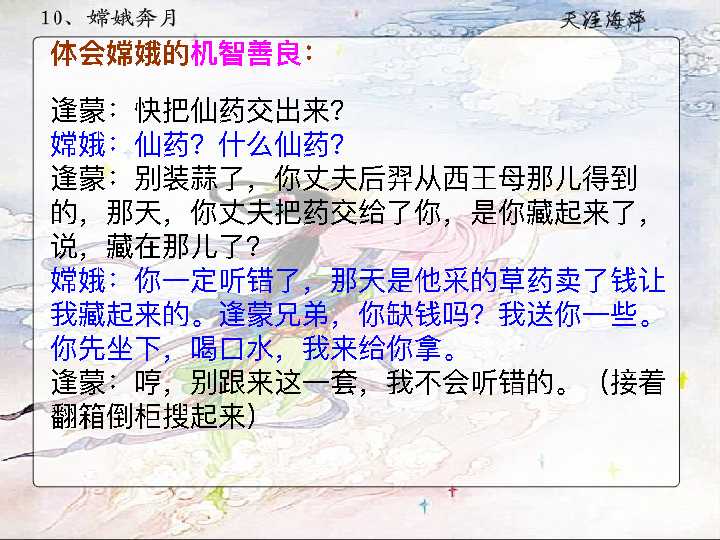 10、嫦娥奔月
天涯海萍
体会嫦娥的机智善良：
逄蒙：快把仙药交出来？
嫦娥：仙药？什么仙药？
逄蒙：别装蒜了，你丈夫后羿从西王母那儿得到
的，那天，你丈夫把药交给了你，是你藏起来了，
说，藏在那儿了？
嫦娥：你一定听错了，那天是他采的草药卖了钱让
我藏起来的。逄蒙兄弟，你缺钱吗？我送你一些。
你先坐下，喝口水，我来给你拿。
逄蒙：哼，别跟来这一套，我不会听错的。（接着
翻箱倒柜搜起来）